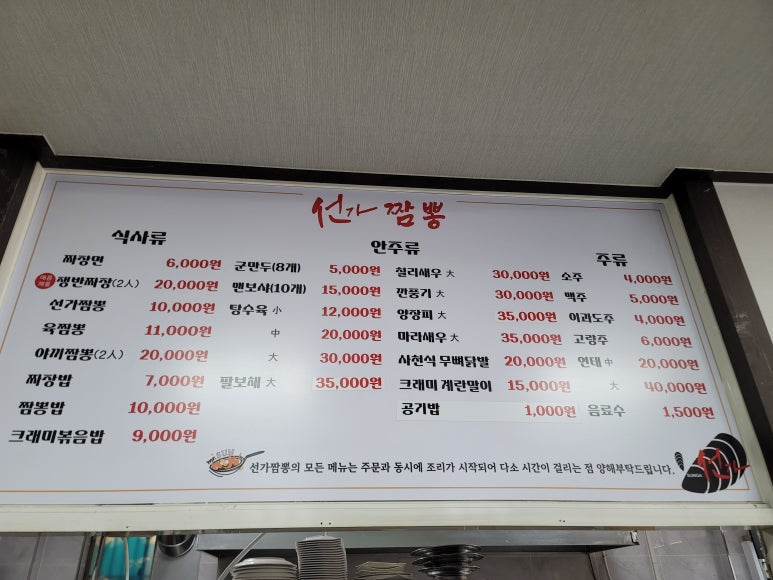 선가짬뽕
식사류
짜장면 6,000원
매콤해물 쟁반짜장(2人) 20,000원
선가짬뽕 10,000원
육짬뽕 11,000원
아끼짬뽕(2人) 20,000원
짜장밥 7,000원
짬뽕밥 10,000원
크래미볶음밥 9,000원
안주류
군만두(8개) 5,000원
멘보샤(10개) 15,000원
탕수육 小 12,000원
中 20,000원
大 30,000원
팔보채 大 35,000원
칠리새우 大 30,000원
깐풍기 大 30,000원
양장피 大 35,000원
마라새우 大 35,000원
사천식 무뼈닭발 20,000원
크래미 계란말이 15,000원
공기밥 1,000원
주류
소주 4,000원
맥주 5,000원
이과도주 4,000원
고량주 6,000원
연태 中 20,000원
大 40,000원
음료수 1,500원
선가짬뽕의 모든 메뉴는 주문과 동시에 조리가 시작되어 다소 시간이 걸리는 점 양해부탁드립니다.
선가
SUNGA